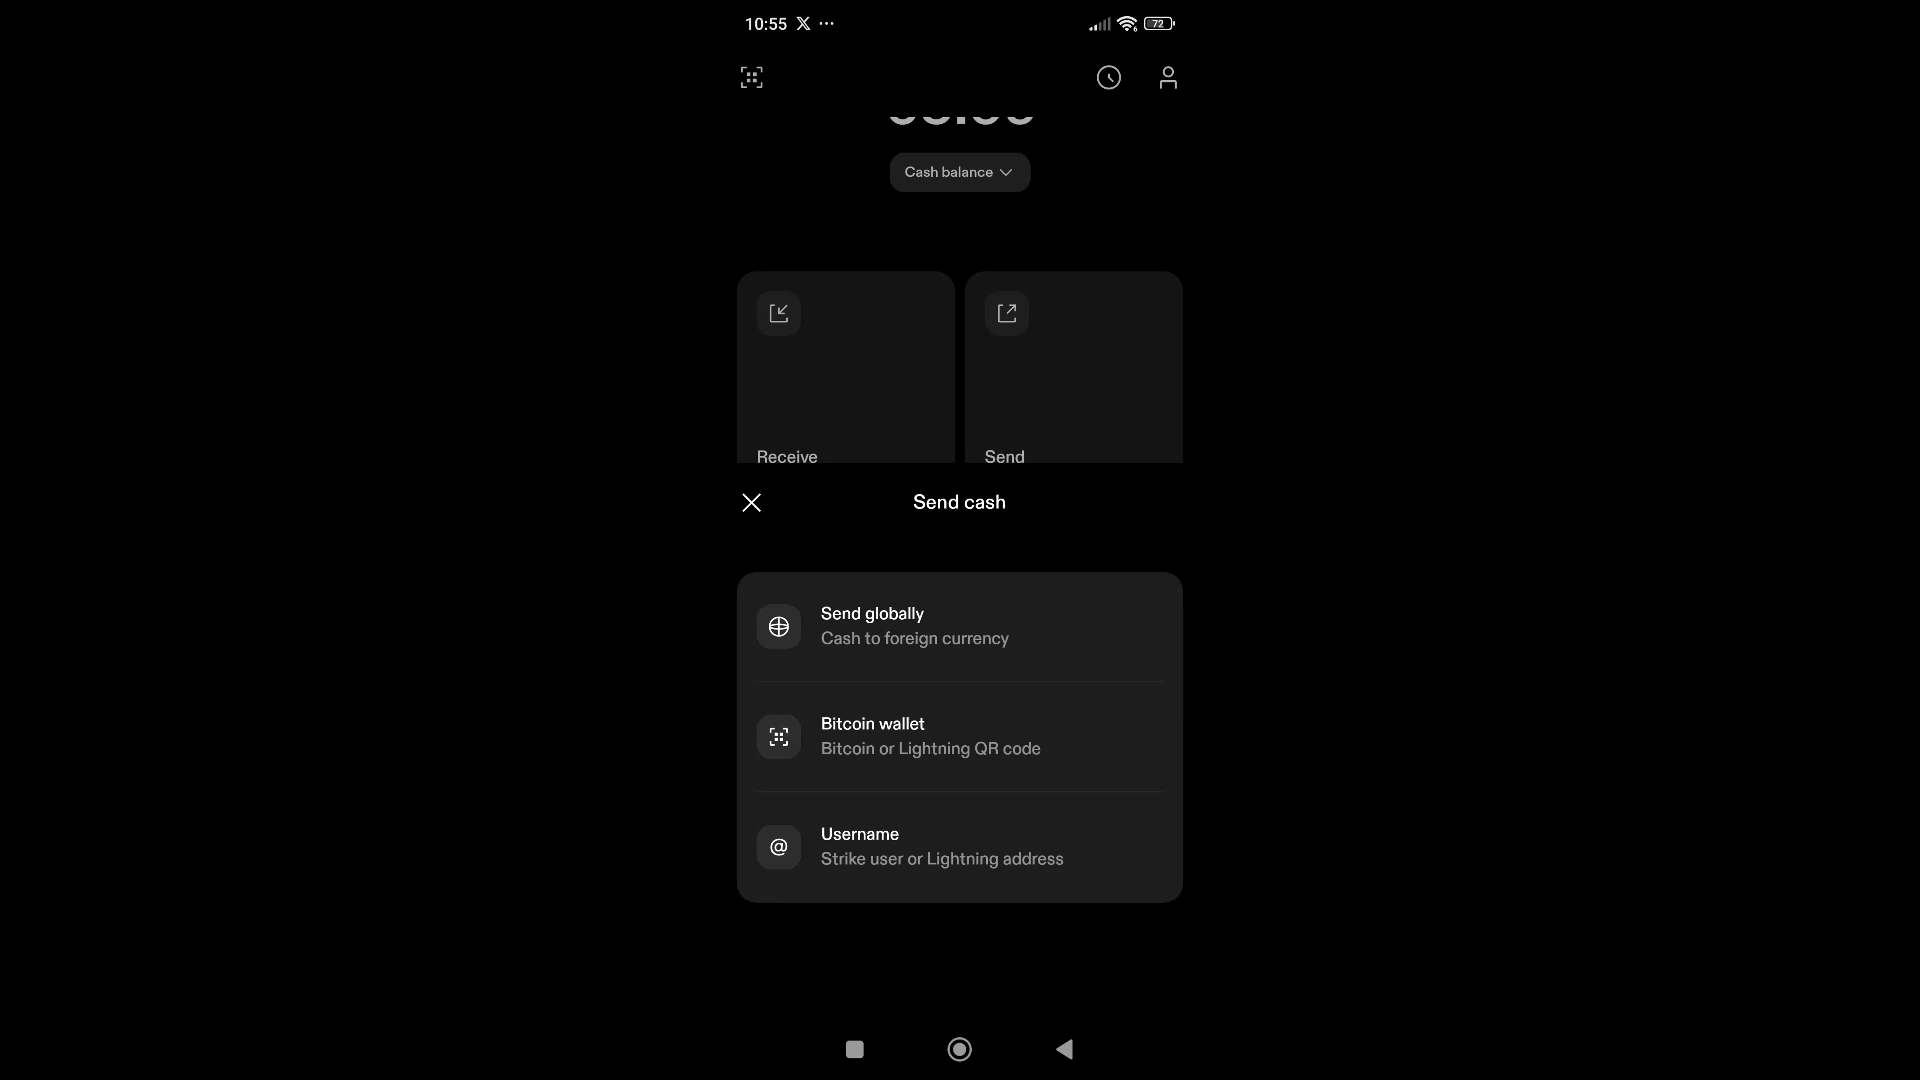 10:55
72
Cash balance
Receive
Send
Send cash
Send globally
Cash to foreign currency
Bitcoin wallet
Bitcoin or Lightning QR code
@
Username
Strike user or Lightning address